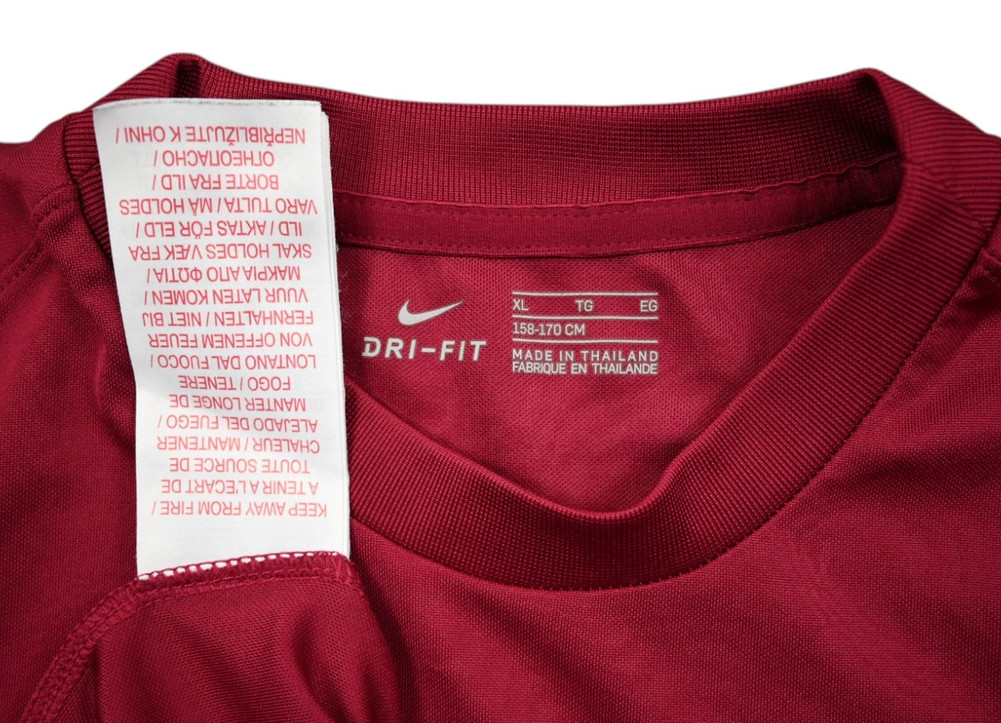 KEEP AWAY FROM FIRE /
A TENIR A L'ECART DE
TOUTE SOURCE DE
CHALEUR / MANTENER
ALEJADO DEL FUEGO /
MANTER LONGE DE
FOGO / TENERE
LONTANO DAL FUOCO /
VON OFFENEM FEUER
FERNHALTEN / NIET BIJ
VUUR LATEN KOMEN /
ΜΑΚΡΙΑ ΑΠΟ ΦΩΤΙΑ/
SKAL HOLDES VÆK FRA
ILD / AKTAS FÖR ELD /
VARO TULTA / MÅ HOLDES
BORTE FRA ILD /
ОГНЕОПАСНО /
NEPŘIBLIŽUJTE K OHNI /
DRI-FIT
XL TG EG
158-170 CM
MADE IN THAILAND
FABRIQUE EN THAILANDE